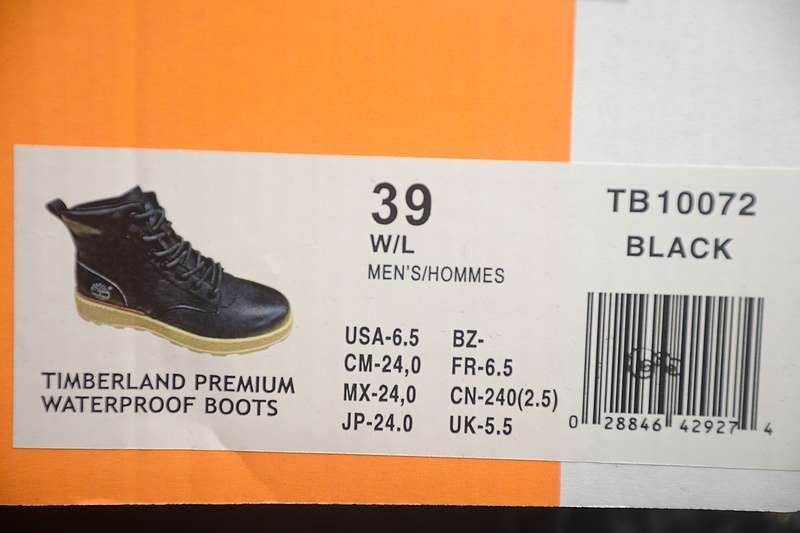 TIMBERLAND PREMIUM
WATERPROOF BOOTS
39
W/L
MEN'S/HOMMES
USA-6.5 BZ-
CM-24,0 FR-6.5
MX-24,0 CN-240(2.5)
JP-24.0 UK-5.5
TB10072
BLACK
0 28846 42927 4